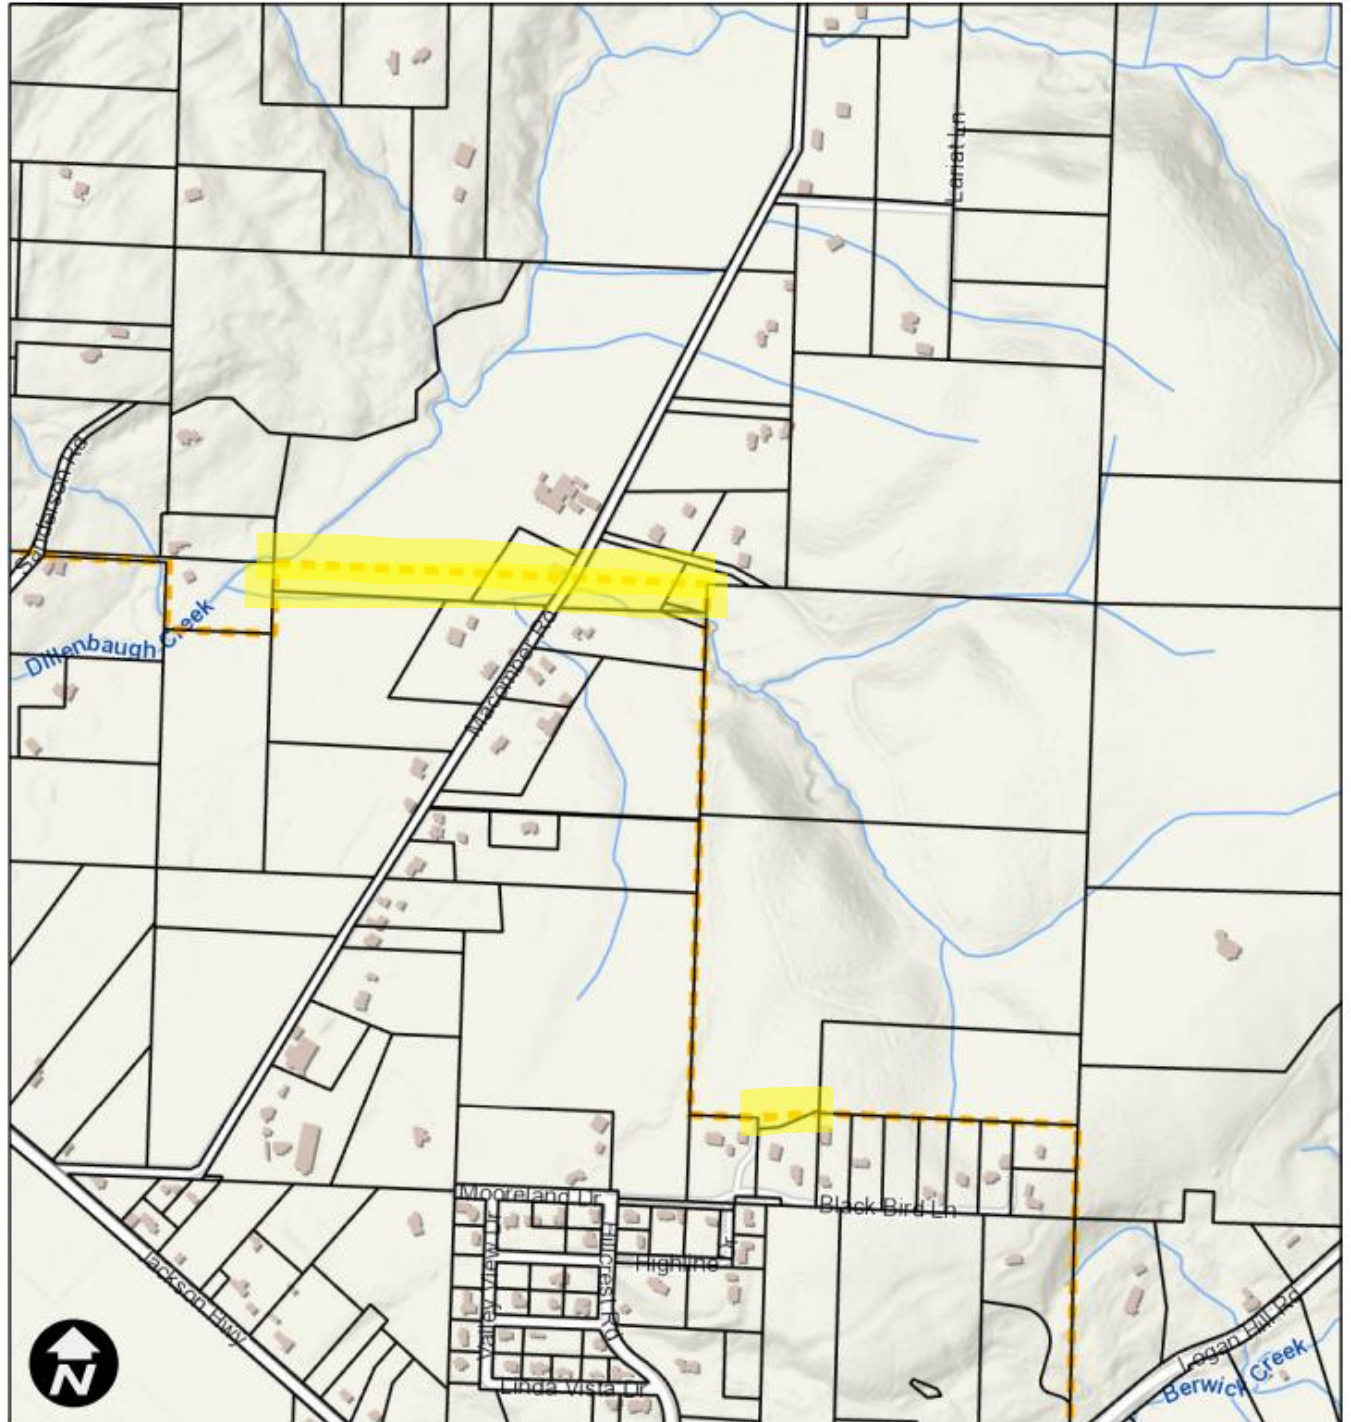 Lariat Ln
Sanderson Rd
Dillenbaugh Creek
Macomber Rd
Mooreland Dr
Black Bird Ln
Valley View Dr
Hillcrest Rd
Highline
Dr
Jackson Hwy
Logan Hill Rd
Linda Vista Dr
Berwick Creek
N